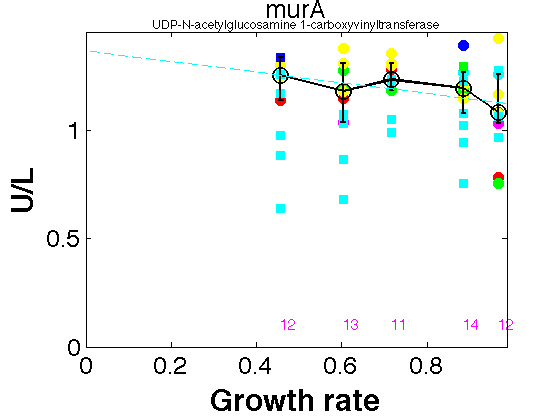 murA
UDP-N-acetylglucosamine 1-carboxyvinyltransferase
U/L
1
0.5
0
12 13 11 14 12
0 0.2 0.4 0.6 0.8
Growth rate